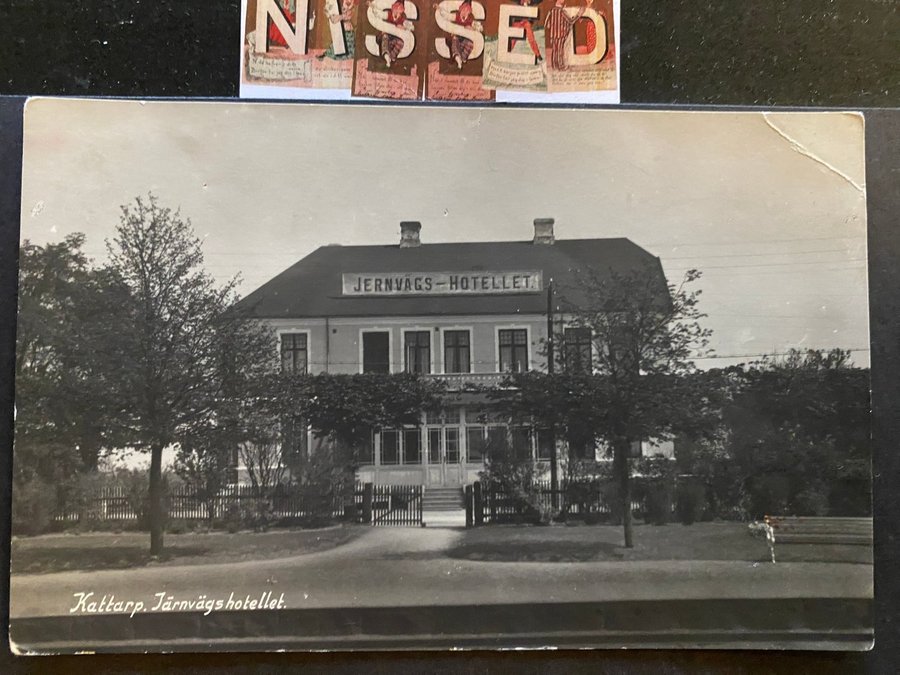 NISSED
JERNVÄGS-HOTELLET.
Kattarp. Järnvägshotellet.